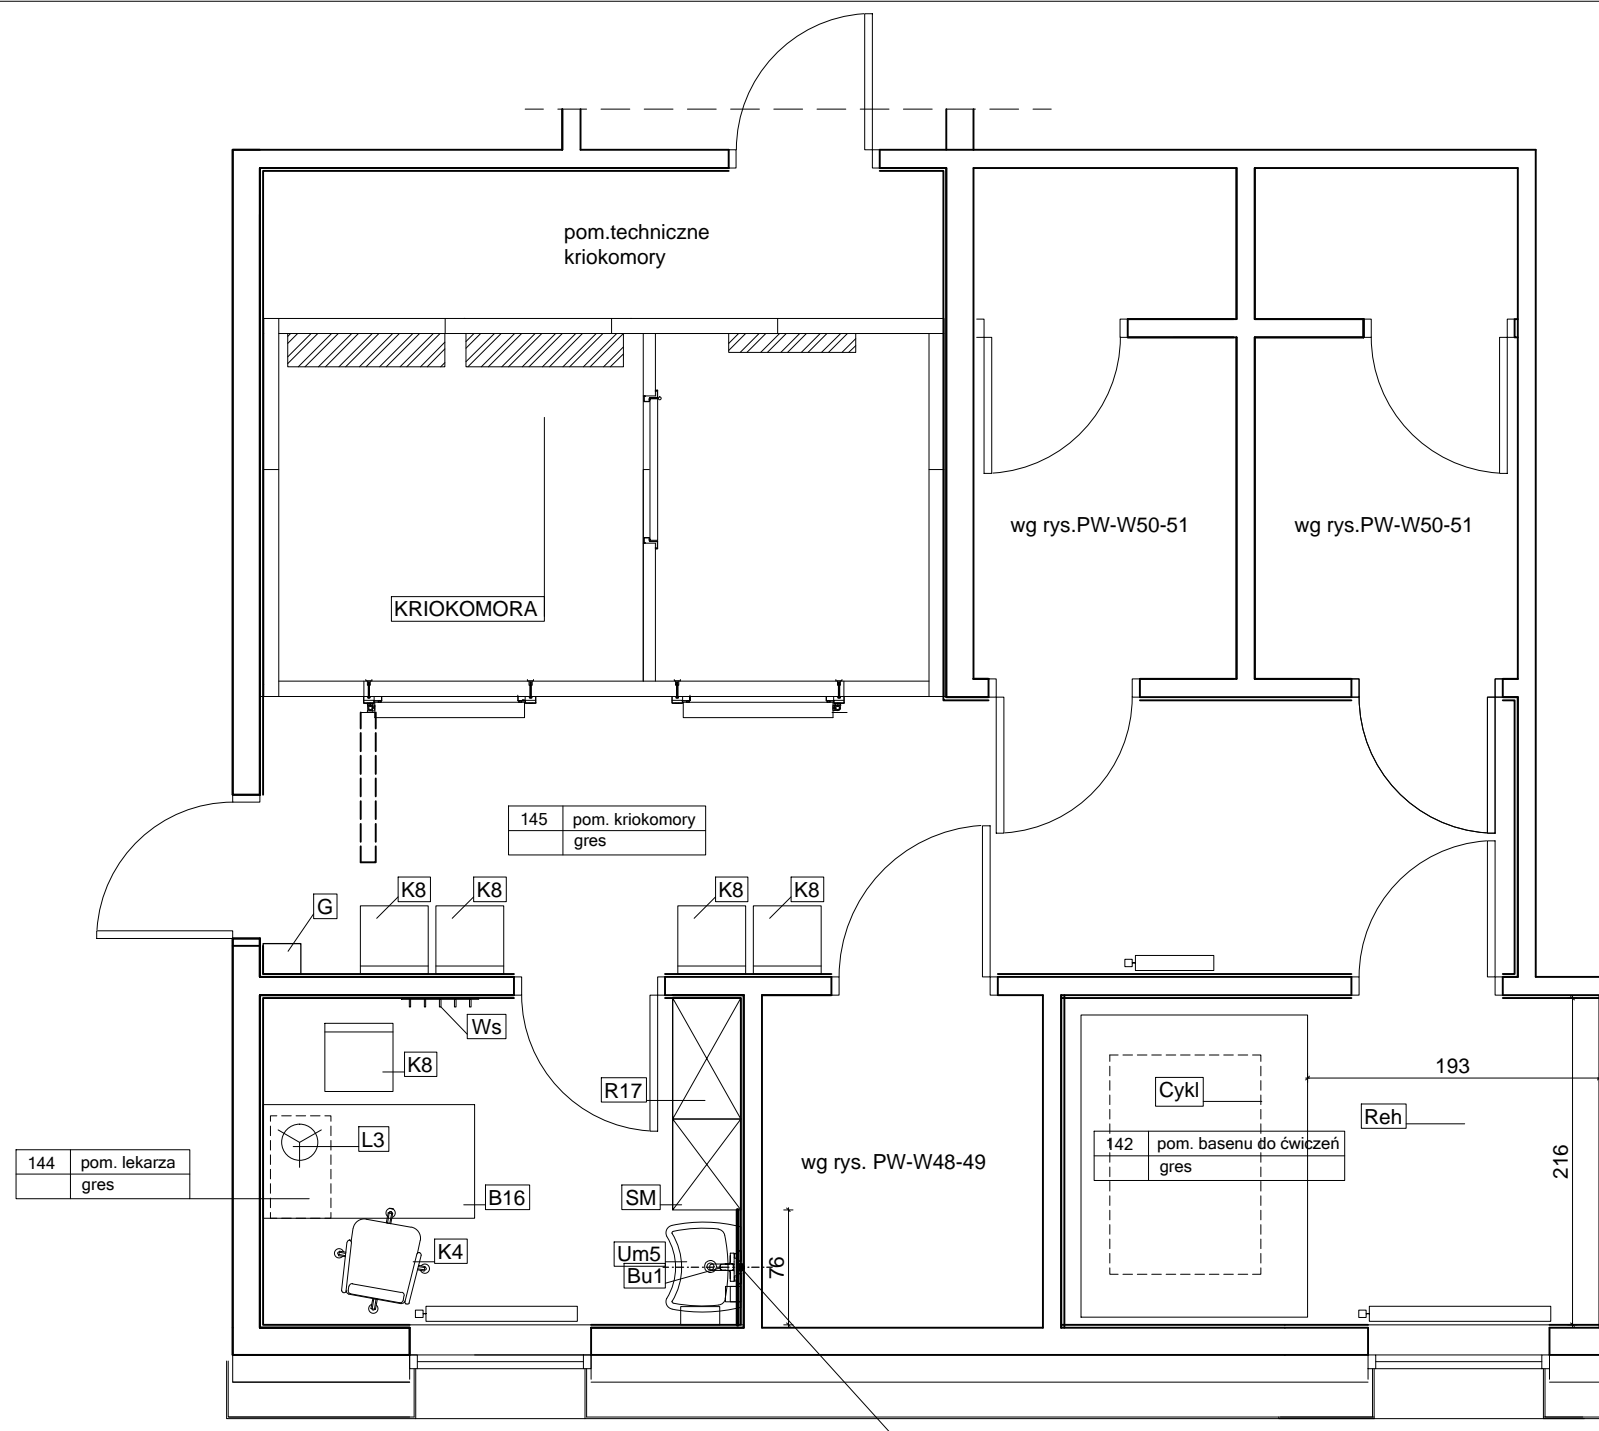 pom.techniczne
kriokomory
wg rys.PW-W50-51
wg rys.PW-W50-51
KRIOKOMORA
145 pom. kriokomory
gres
G
K8
K8
K8
K8
Ws
K8
R17
L3
144 pom. lekarza
gres
B16
SM
K4
Um5
Bu1
76
wg rys. PW-W48-49
193
Cykl
Reh
142 pom. basenu do ćwiczeń
gres
216